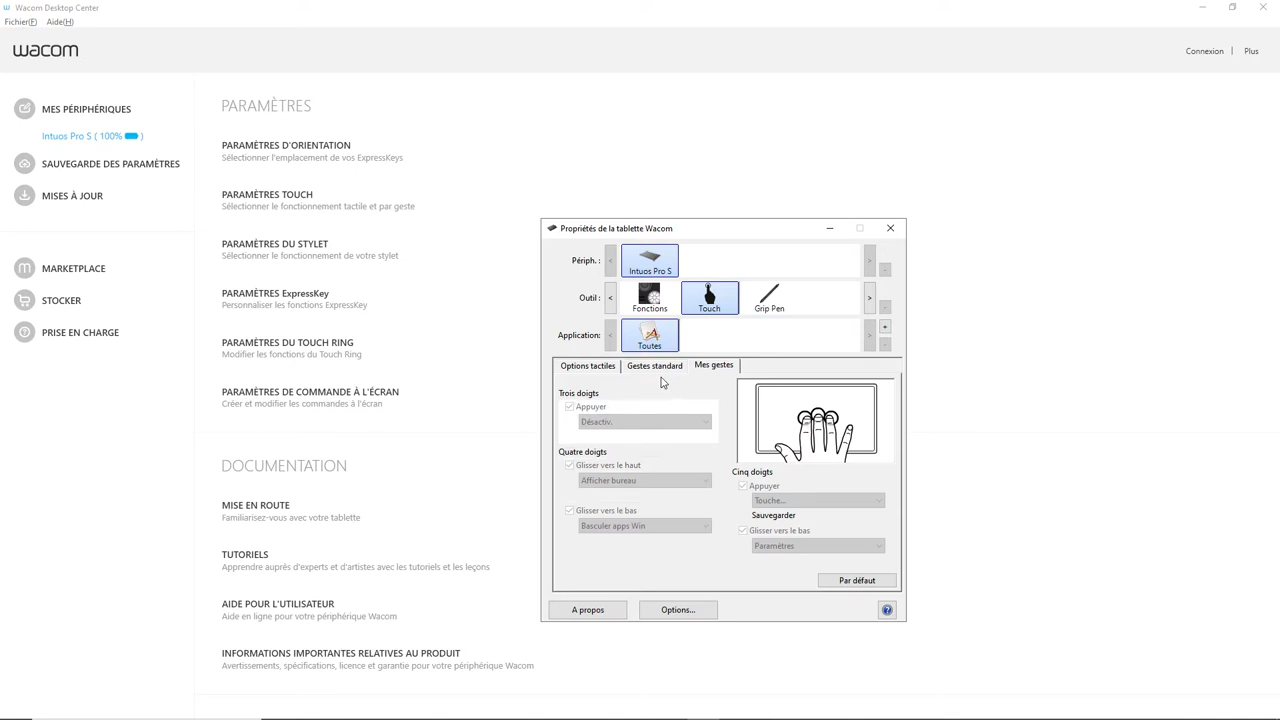 Wacom Desktop Center
Fichier(F) Aide(H)
wacom
Connexion | Plus
MES PÉRIPHÉRIQUES
Intuos Pro S ( 100% )
SAUVEGARDE DES PARAMÈTRES
MISES À JOUR
MARKETPLACE
STOCKER
PRISE EN CHARGE
PARAMÈTRES
PARAMÈTRES D'ORIENTATION
Sélectionner l'emplacement de vos ExpressKeys
PARAMÈTRES TOUCH
Sélectionner le fonctionnement tactile et par geste
PARAMÈTRES DU STYLET
Sélectionner le fonctionnement de votre stylet
PARAMÈTRES ExpressKey
Personnaliser les fonctions ExpressKey
PARAMÈTRES DU TOUCH RING
Modifier les fonctions du Touch Ring
PARAMÈTRES DE COMMANDE À L'ÉCRAN
Créer et modifier les commandes à l'écran
DOCUMENTATION
MISE EN ROUTE
Familiarisez-vous avec votre tablette
TUTORIELS
Apprendre auprès d'experts et d'artistes avec les tutoriels et les leçons
AIDE POUR L'UTILISATEUR
Aide en ligne pour votre périphérique Wacom
INFORMATIONS IMPORTANTES RELATIVES AU PRODUIT
Avertissements, spécifications, licence et garantie pour votre périphérique Wacom
Propriétés de la tablette Wacom
Périph. :
Intuos Pro S
Outil :
Fonctions Touch Grip Pen
Application:
Toutes
Options tactiles Gestes standard Mes gestes
Trois doigts
Appuyer
Désactiv.
Quatre doigts
Glisser vers le haut
Afficher bureau
Glisser vers le bas
Basculer apps Win
Cinq doigts
Appuyer
Touche...
Sauvegarder
Glisser vers le bas
Paramètres
Par défaut
A propos
Options...